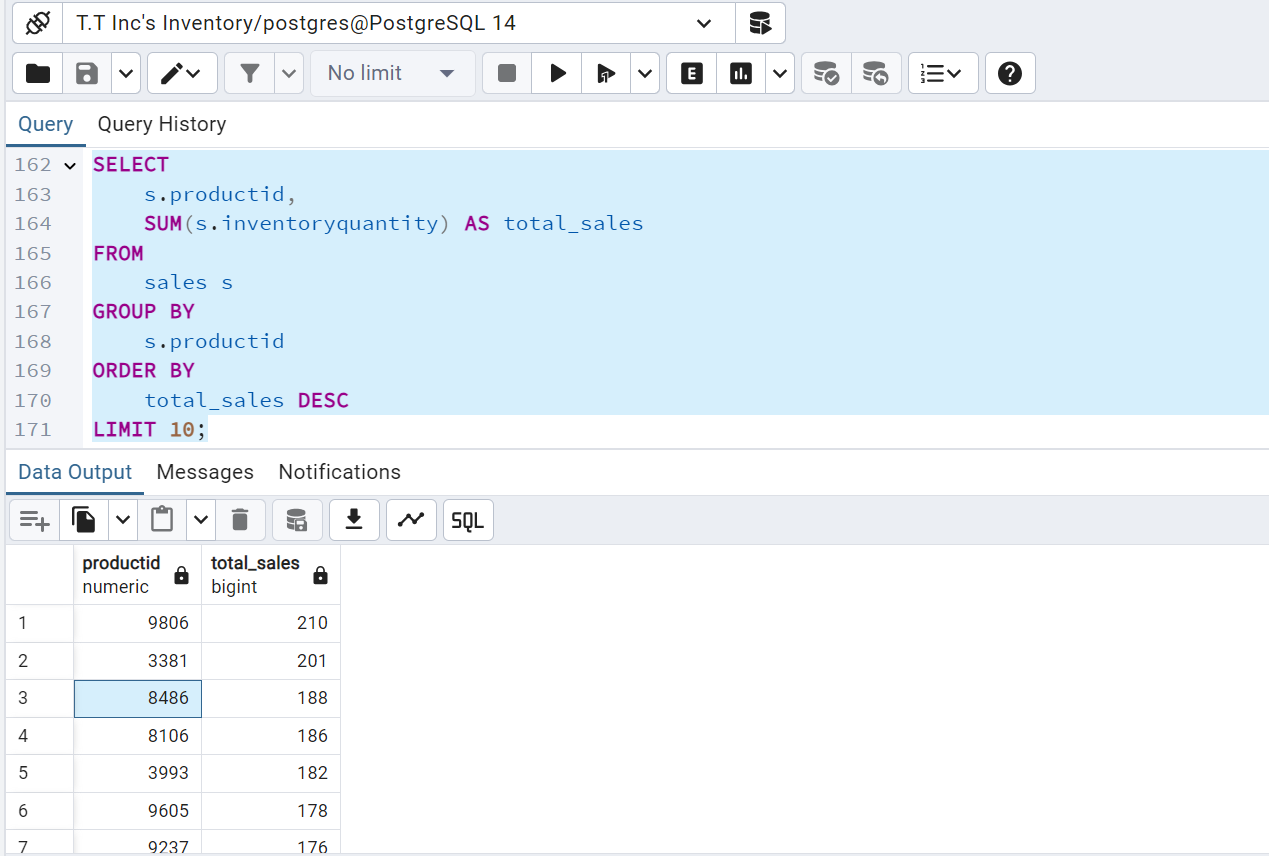 T.T Inc's Inventory/postgres@PostgreSQL 14
No limit
E
?
Query Query History
162 SELECT
163 s.productid,
164 SUM(s.inventoryquantity) AS total_sales
165 FROM
166 sales s
167 GROUP BY
168 s.productid
169 ORDER BY
170 total_sales DESC
171 LIMIT 10;
Data Output Messages Notifications
SQL
productid total_sales
numeric bigint
1 9806 210
2 3381 201
3 8486 188
4 8106 186
5 3993 182
6 9605 178
7 9237 176